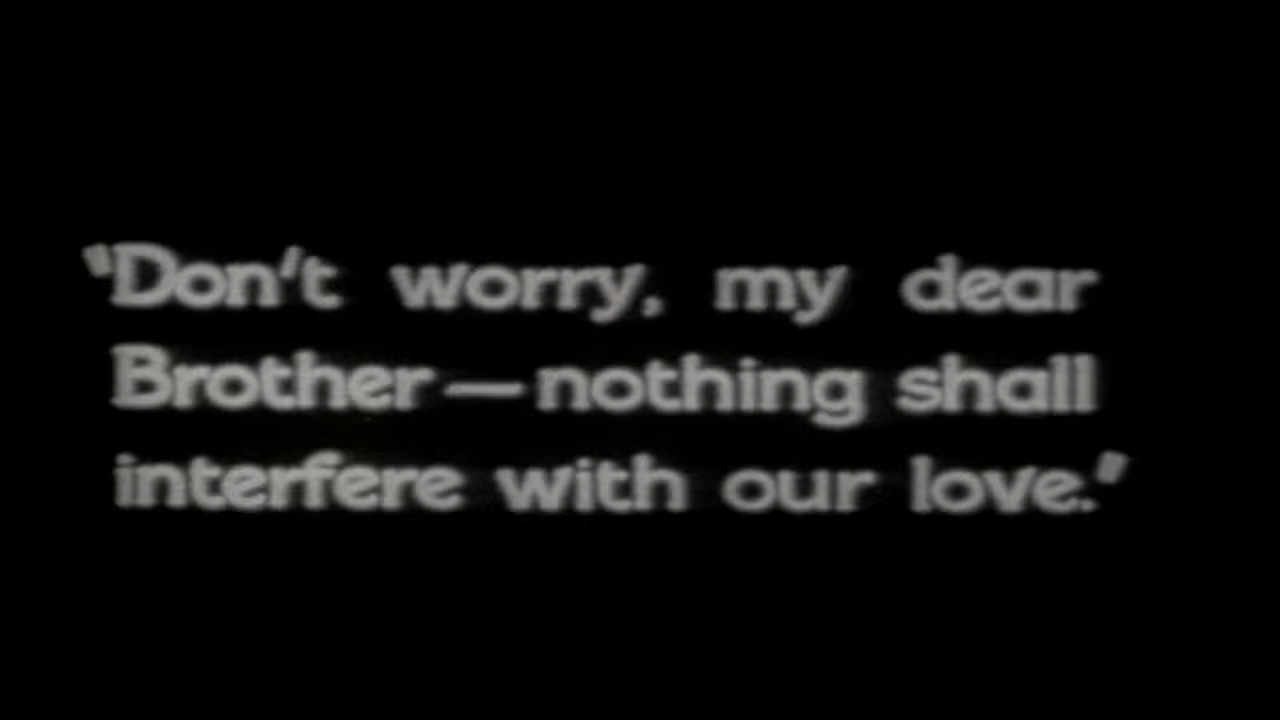 "Don't worry, my dear
Brother—nothing shall
interfere with our love."